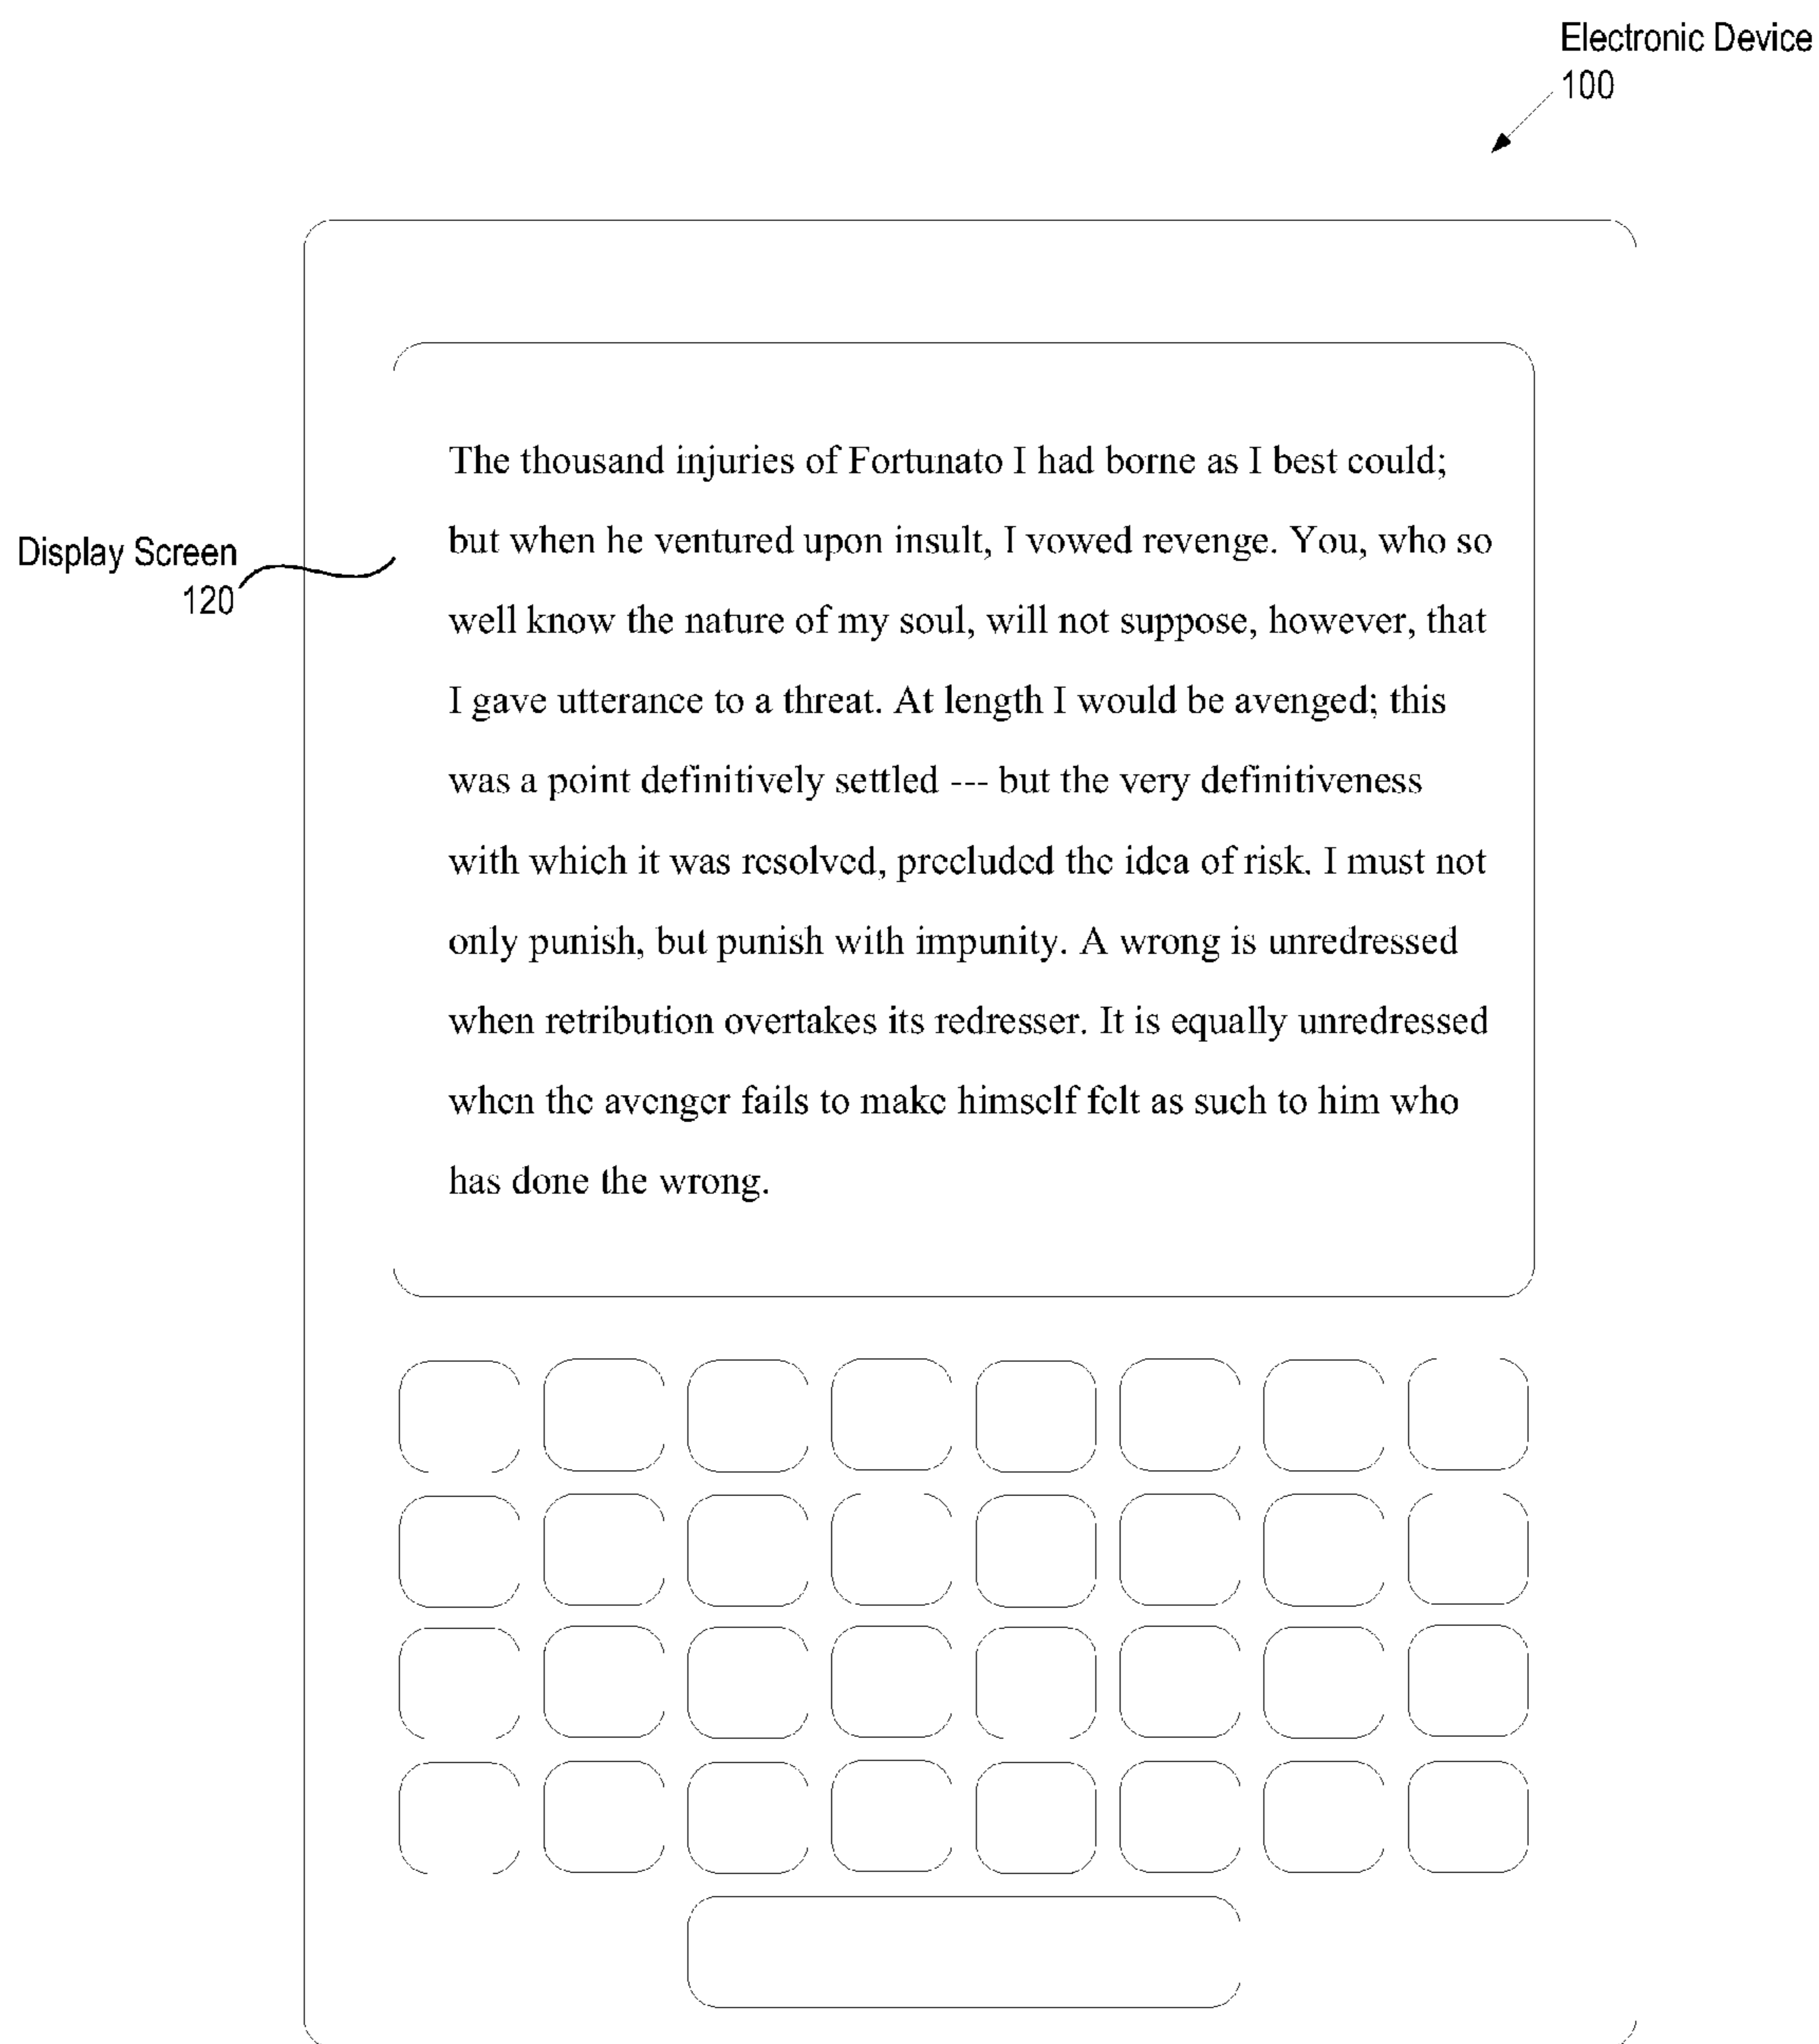 Electronic Device
100
The thousand injuries of Fortunato I had borne as I best could;
but when he ventured upon insult, I vowed revenge. You, who so
Display Screen
120
well know the nature of my soul, will not suppose, however, that
I gave utterance to a threat. At length I would be avenged; this
was a point definitively settled --- but the very definitiveness
with which it was resolved, precluded the idea of risk. I must not
only punish, but punish with impunity. A wrong is unredressed
when retribution overtakes its redresser. It is equally unredressed
when the avenger fails to make himself felt as such to him who
has done the wrong.